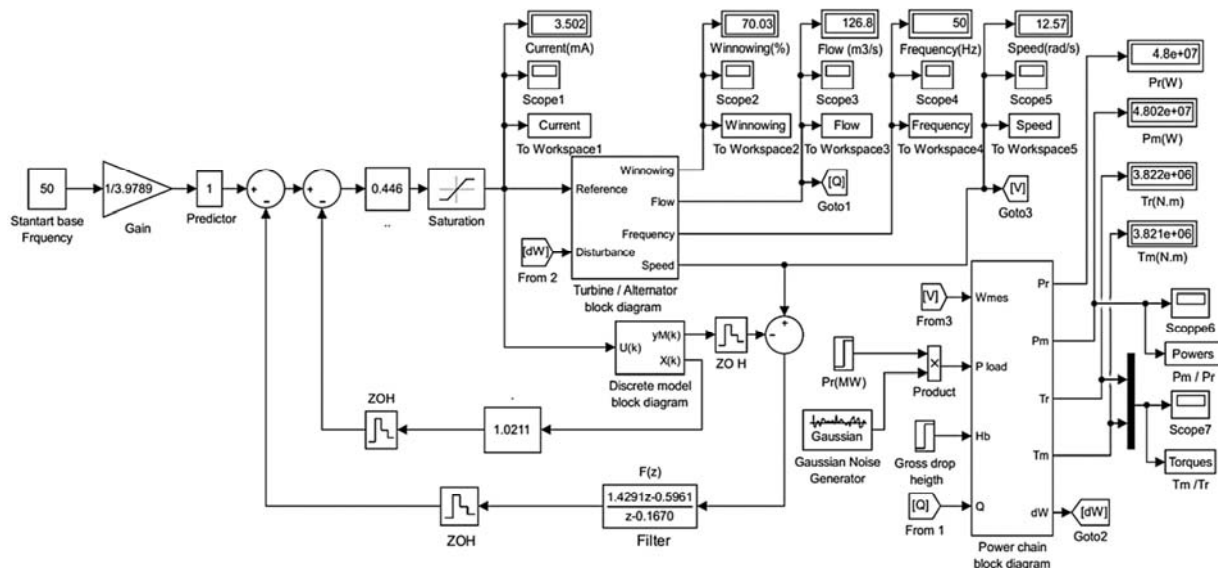 3.502
Current(mA)
Scope1
Current
To Workspace1
70.03
Winnowing(%)
Scope2
Winnowing
To Workspace2
126.8
Flow (m3/s)
Scope3
Flow
To Workspace3
50
Frequency(Hz)
Scope4
Frequency
To Workspace4
12.57
Speed(rad/s)
Scope5
Speed
To Workspace5
4.8e+07
Pr(W)
4.802e+07
Pm(W)
3.822e+06
Tr(N.m)
3.821e+06
Tm(N.m)
50
Stantart base
Frquency
1/3.9789
Gain
1
Predictor
+
−
+
−
0.446
..
Saturation
Reference
Disturbance
Winnowing
Flow
Frequency
Speed
Turbine / Alternator
block diagram
[dW]
From 2
[Q]
Goto1
[V]
Goto3
U(k)
yM(k)
X(k)
Discrete model
block diagram
ZO H
+
−
ZOH
1.0211
.
F(z)
1.4291z-0.5961
z-0.1670
Filter
ZOH
[V]
From3
Pr(MW)
×
Product
Gaussian
Gaussian Noise
Generator
Gross drop
heigth
[Q]
From 1
Wmes
P load
Hb
Q
Pr
Pm
Tr
Tm
dW
Power chain
block diagram
[dW]
Goto2
Scoppe6
Powers
Pm / Pr
Scope7
Torques
Tm /Tr